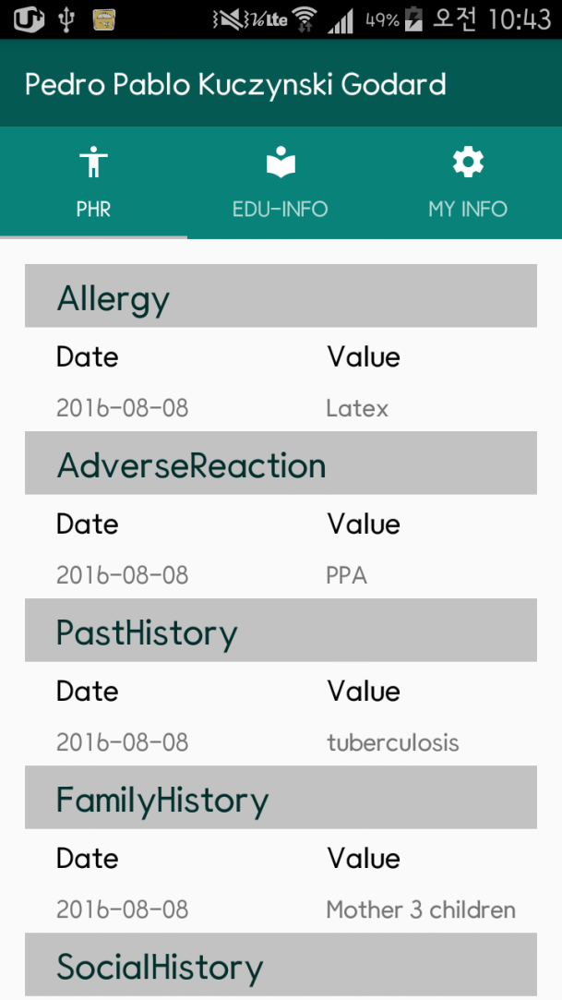 VoLTE 49% 오전 10:43
Pedro Pablo Kuczynski Godard
PHR EDU-INFO MY INFO
Allergy
Date Value
2016-08-08 Latex
AdverseReaction
Date Value
2016-08-08 PPA
PastHistory
Date Value
2016-08-08 tuberculosis
FamilyHistory
Date Value
2016-08-08 Mother 3 children
SocialHistory